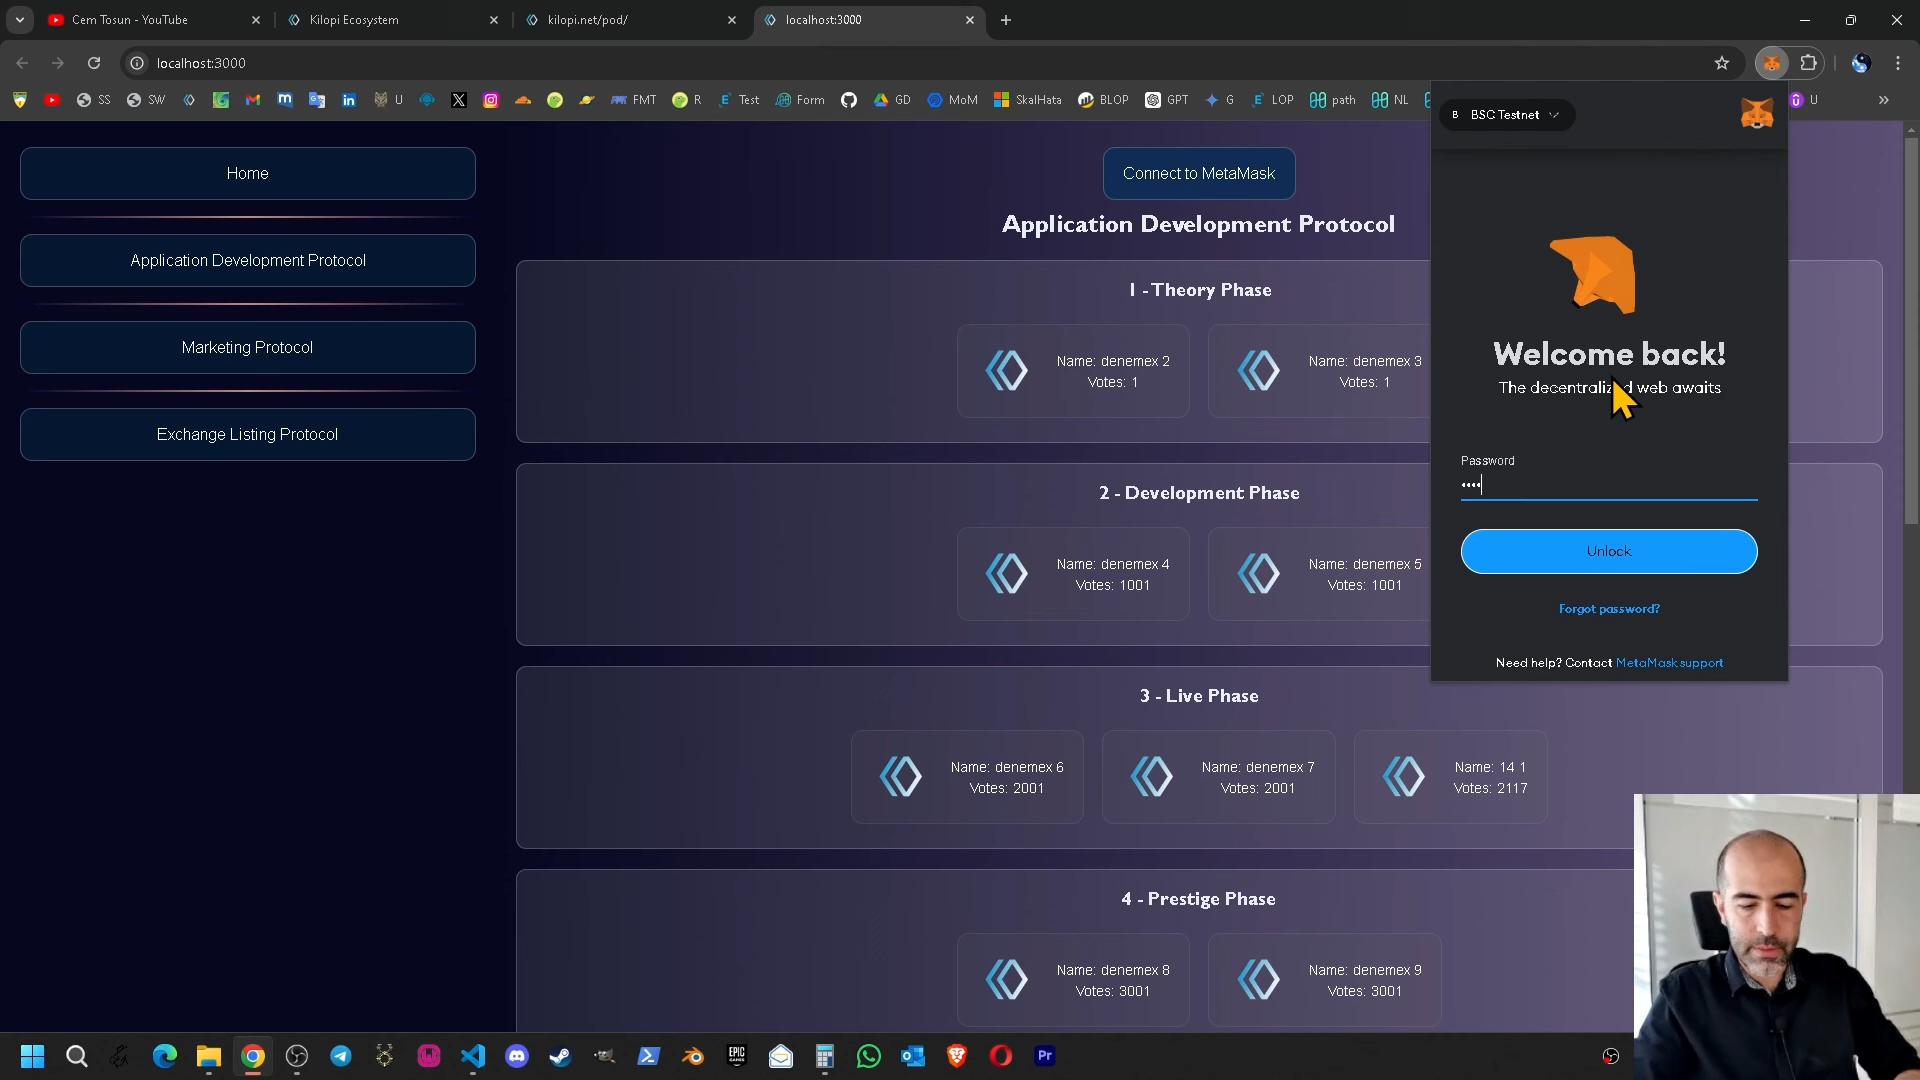 Cem Tosun - YouTube
Kilopi Ecosystem
kilopi.net/pod/
localhost:3000
localhost:3000
SS
SW
U
FMT
R
Test
Form
GD
MoM
SkalHata
BLOP
GPT
G
LOP
path
NL
U
Home
Application Development Protocol
Marketing Protocol
Exchange Listing Protocol
Connect to MetaMask
Application Development Protocol
1 - Theory Phase
Name: denemex 2
Votes: 1
Name: denemex 3
Votes: 1
2 - Development Phase
Name: denemex 4
Votes: 1001
Name: denemex 5
Votes: 1001
3 - Live Phase
Name: denemex 6
Votes: 2001
Name: denemex 7
Votes: 2001
Name: 14 1
Votes: 2117
4 - Prestige Phase
Name: denemex 8
Votes: 3001
Name: denemex 9
Votes: 3001
B BSC Testnet
Welcome back!
The decentralized web awaits
Password
Unlock
Forgot password?
Need help? Contact MetaMask support
EPIC
GAMES
Pr